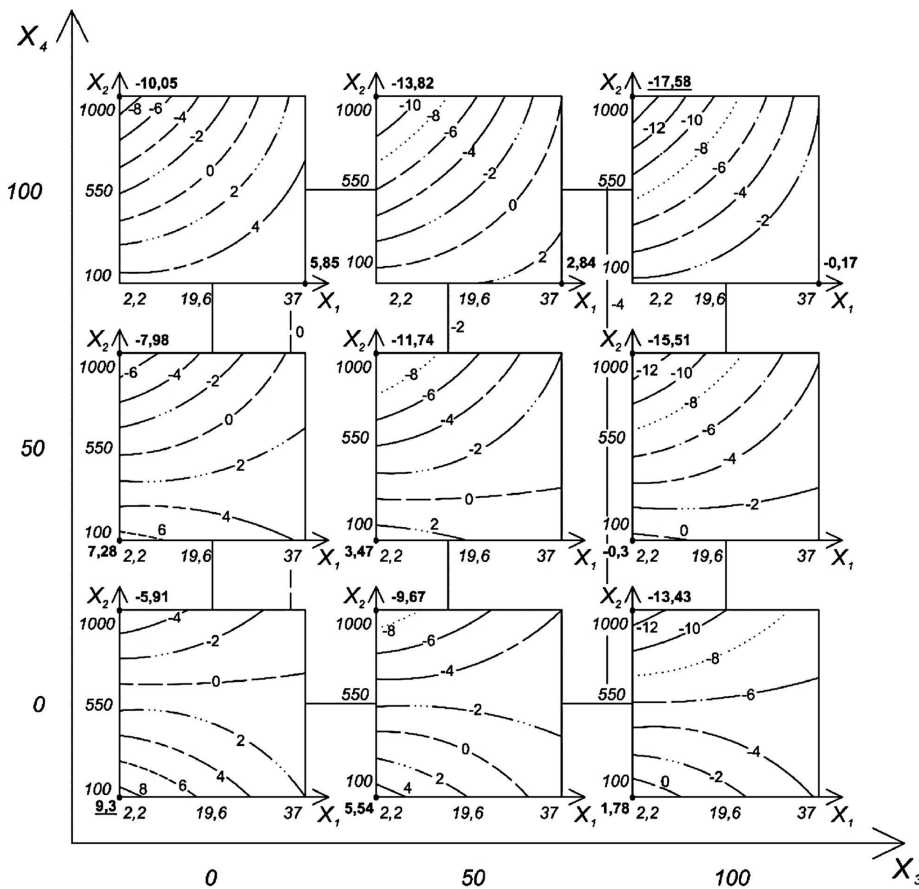 X4
X2 -10,05 X2 -13,82 X2 -17,58
1000 -8 -6 -4 -2 0 2 4 1000 -10 -8 -6 -4 -2 0 2 1000 -12 -10 -8 -6 -4 -2
100 550 550 550
100 5,85 100 2,84 100 -0,17
2,2 19,6 37 X1 2,2 19,6 37 X1 2,2 19,6 37 X1
0 -2 -4
X2 -7,98 X2 -11,74 X2 -15,51
1000 -6 -4 -2 0 2 4 6 1000 -8 -6 -4 -2 0 2 1000 -12 -10 -8 -6 -4 -2 0
50 550 550 550
100 100 100
7,28 2,2 19,6 37 X1 3,47 2,2 19,6 37 X1 -0,3 2,2 19,6 37 X1
X2 -5,91 X2 -9,67 X2 -13,43
1000 -4 -2 0 2 4 6 8 1000 -8 -6 -4 -2 0 2 4 1000 -12 -10 -8 -6 -4 -2 0
0 550 550 550
100 100 100
9,3 2,2 19,6 37 X1 5,54 2,2 19,6 37 X1 1,78 2,2 19,6 37 X1
0 50 100 X3